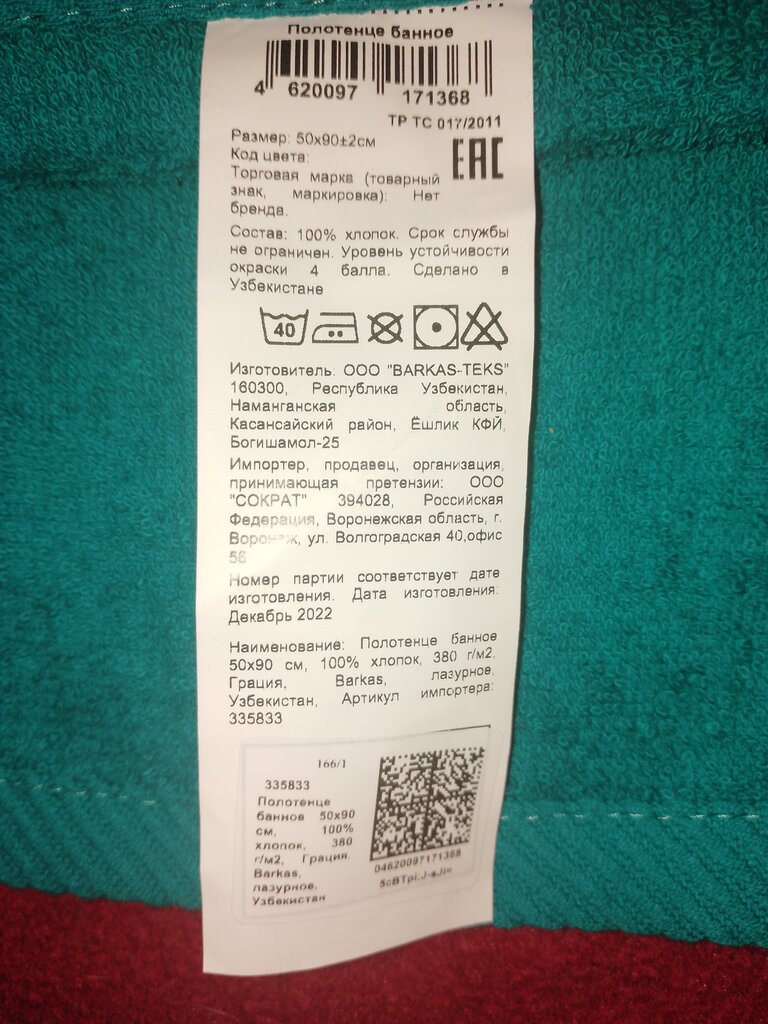 Полотенце банное
4 620097 171368
ТР ТС 017/2011
Размер: 50х90±2см
Код цвета:
EAC
Торговая марка (товарный
знак, маркировка): Нет
бренда.
Состав: 100% хлопок. Срок службы
не ограничен. Уровень устойчивости
окраски 4 балла. Сделано в
Узбекистане
40
Изготовитель: ООО "BARKAS-TEKS"
160300, Республика Узбекистан,
Наманганская область,
Касансайский район, Ёшлик КФЙ,
Богишамол-25
Импортер, продавец, организация,
принимающая претензии: ООО
"СОКРАТ" 394028, Российская
Федерация, Воронежская область, г.
Воронеж, ул. Волгоградская 40,офис
56
Номер партии соответствует дате
изготовления. Дата изготовления:
Декабрь 2022
Наименование: Полотенце банное
50х90 см, 100% хлопок, 380 г/м2,
Грация, Barkas, лазурное,
Узбекистан, Артикул импортера:
335833
166/1
335833
Полотенце
банное 50х90
см, 100%
хлопок, 380
г/м2, Грация,
Barkas,
лазурное,
Узбекистан
04620097171368